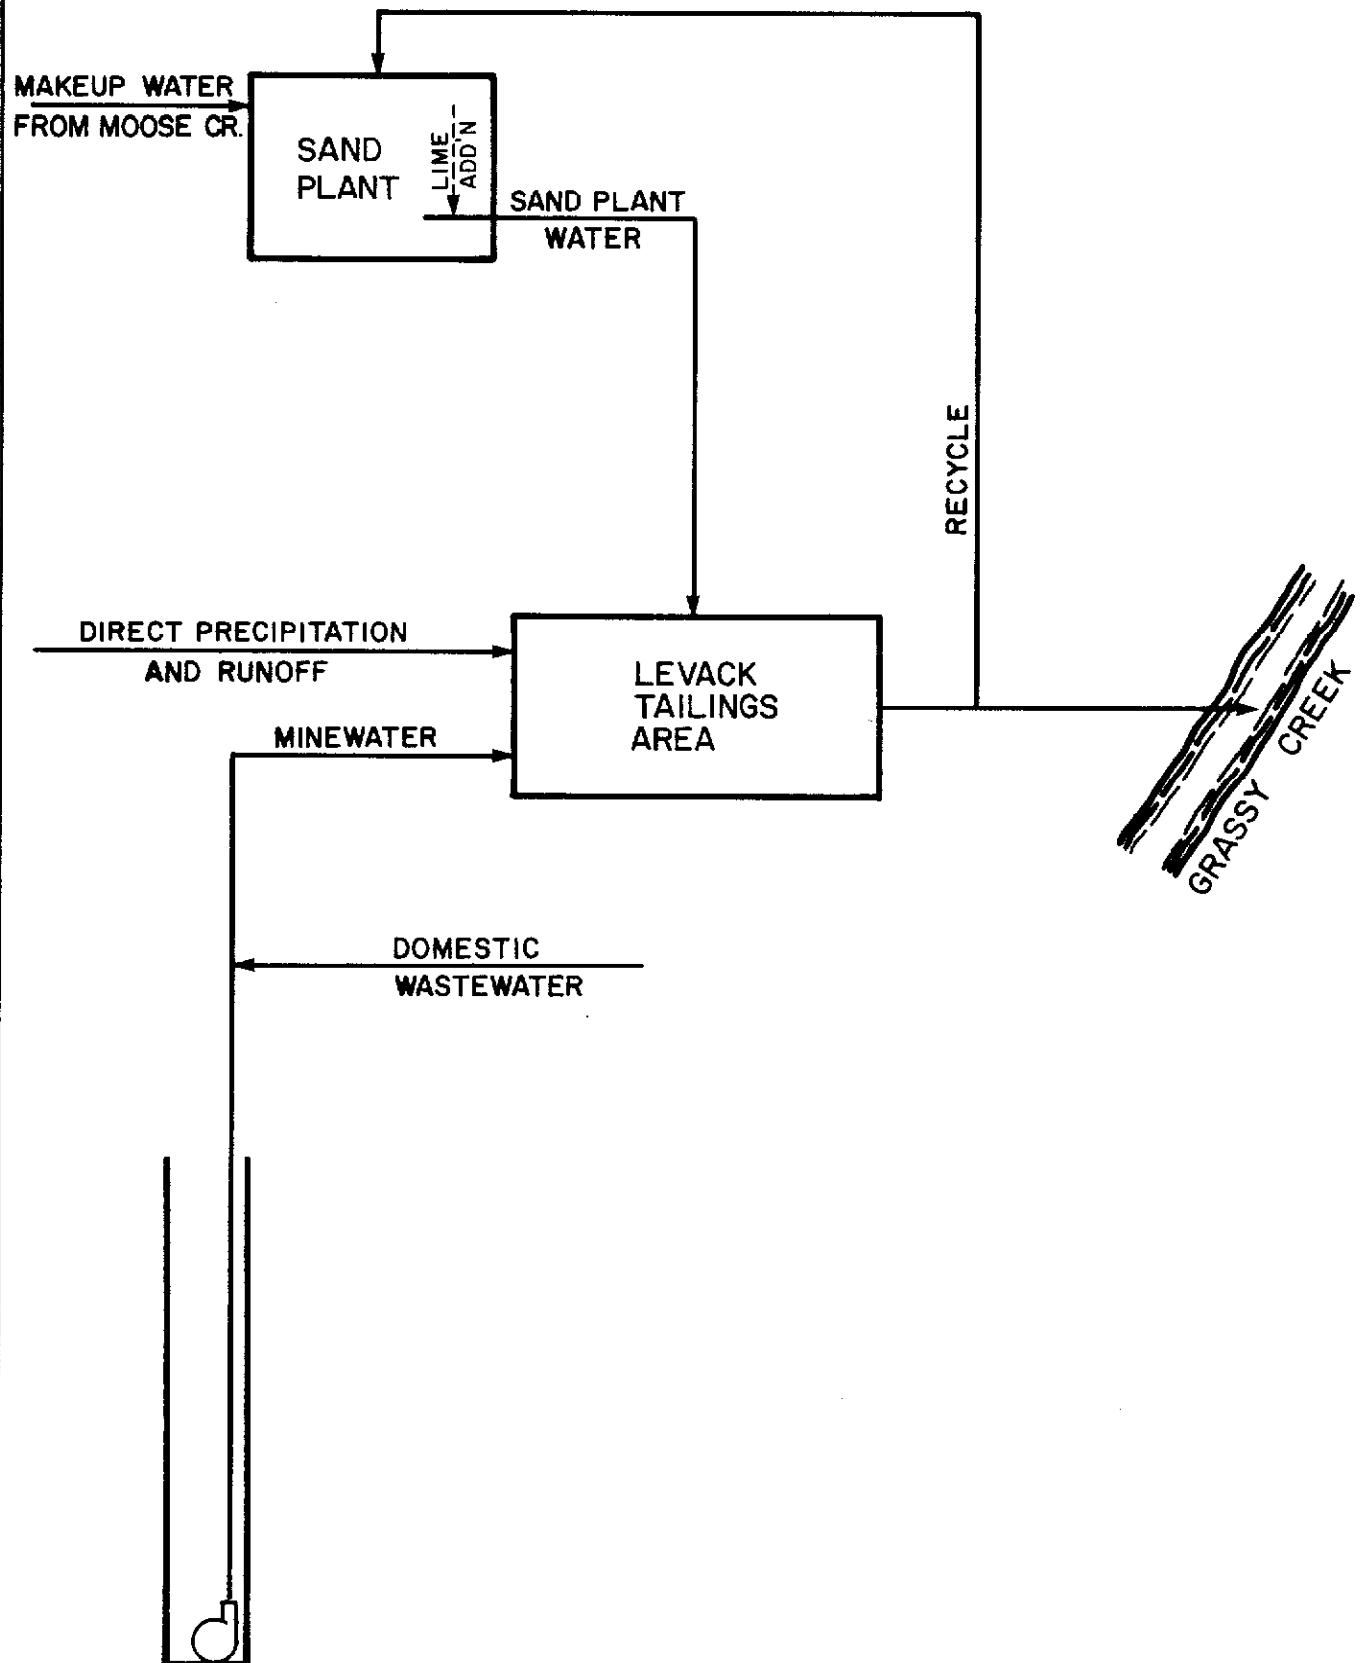 MAKEUP WATER
FROM MOOSE CR.
SAND
PLANT
LIME
ADD'N
SAND PLANT
WATER
RECYCLE
DIRECT PRECIPITATION
AND RUNOFF
LEVACK
TAILINGS
AREA
MINEWATER
GRASSY CREEK
DOMESTIC
WASTEWATER